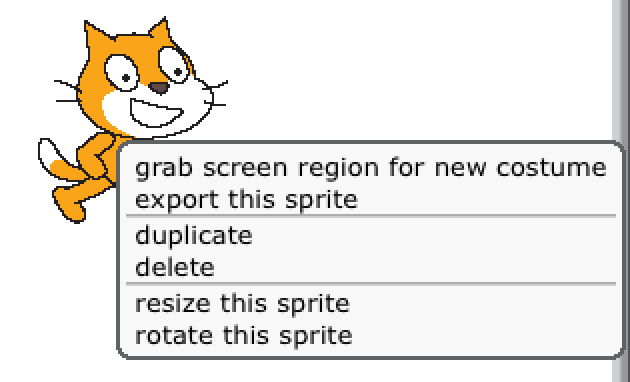 grab screen region for new costume
export this sprite
duplicate
delete
resize this sprite
rotate this sprite